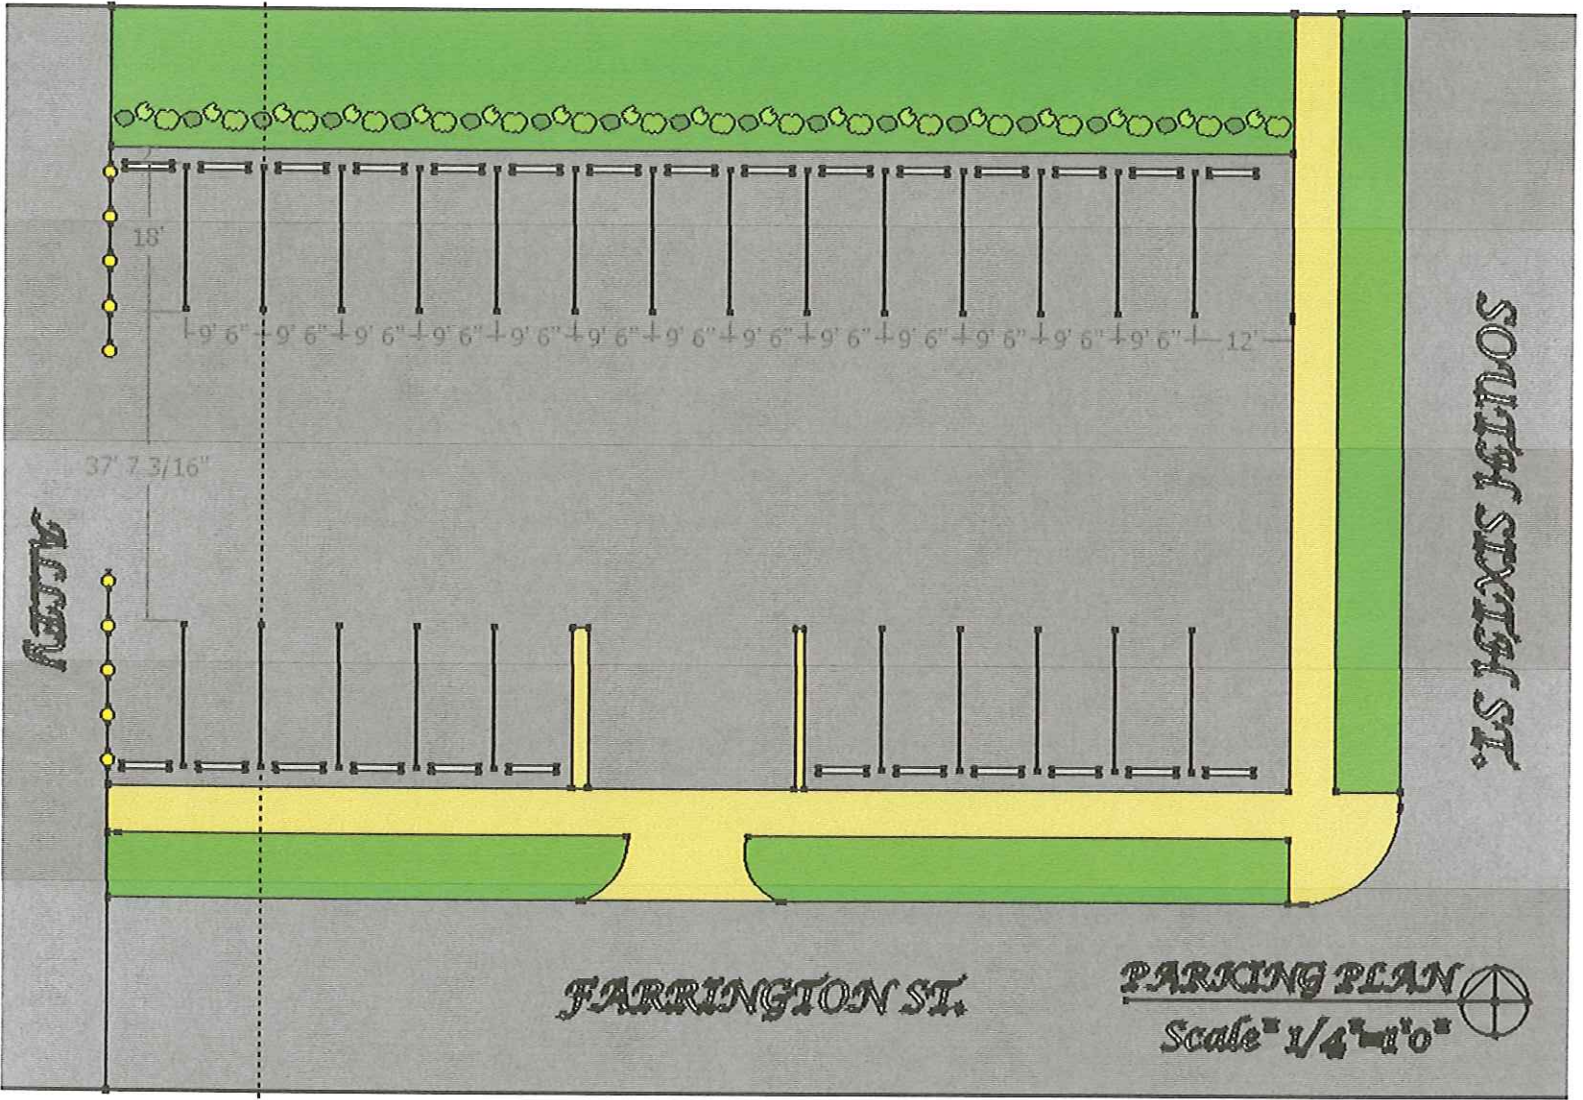 2'
18'
9' 6" 9' 6" 9' 6" 9' 6" 9' 6" 9' 6" 9' 6" 9' 6" 9' 6" 9' 6" 9' 6" 9' 6" 9' 6" 12'
37' 7 3/16"
ALLEY
SOUTH SIXTH ST.
FARRINGTON ST.
PARKING PLAN
Scale" 1/4"=1'0"